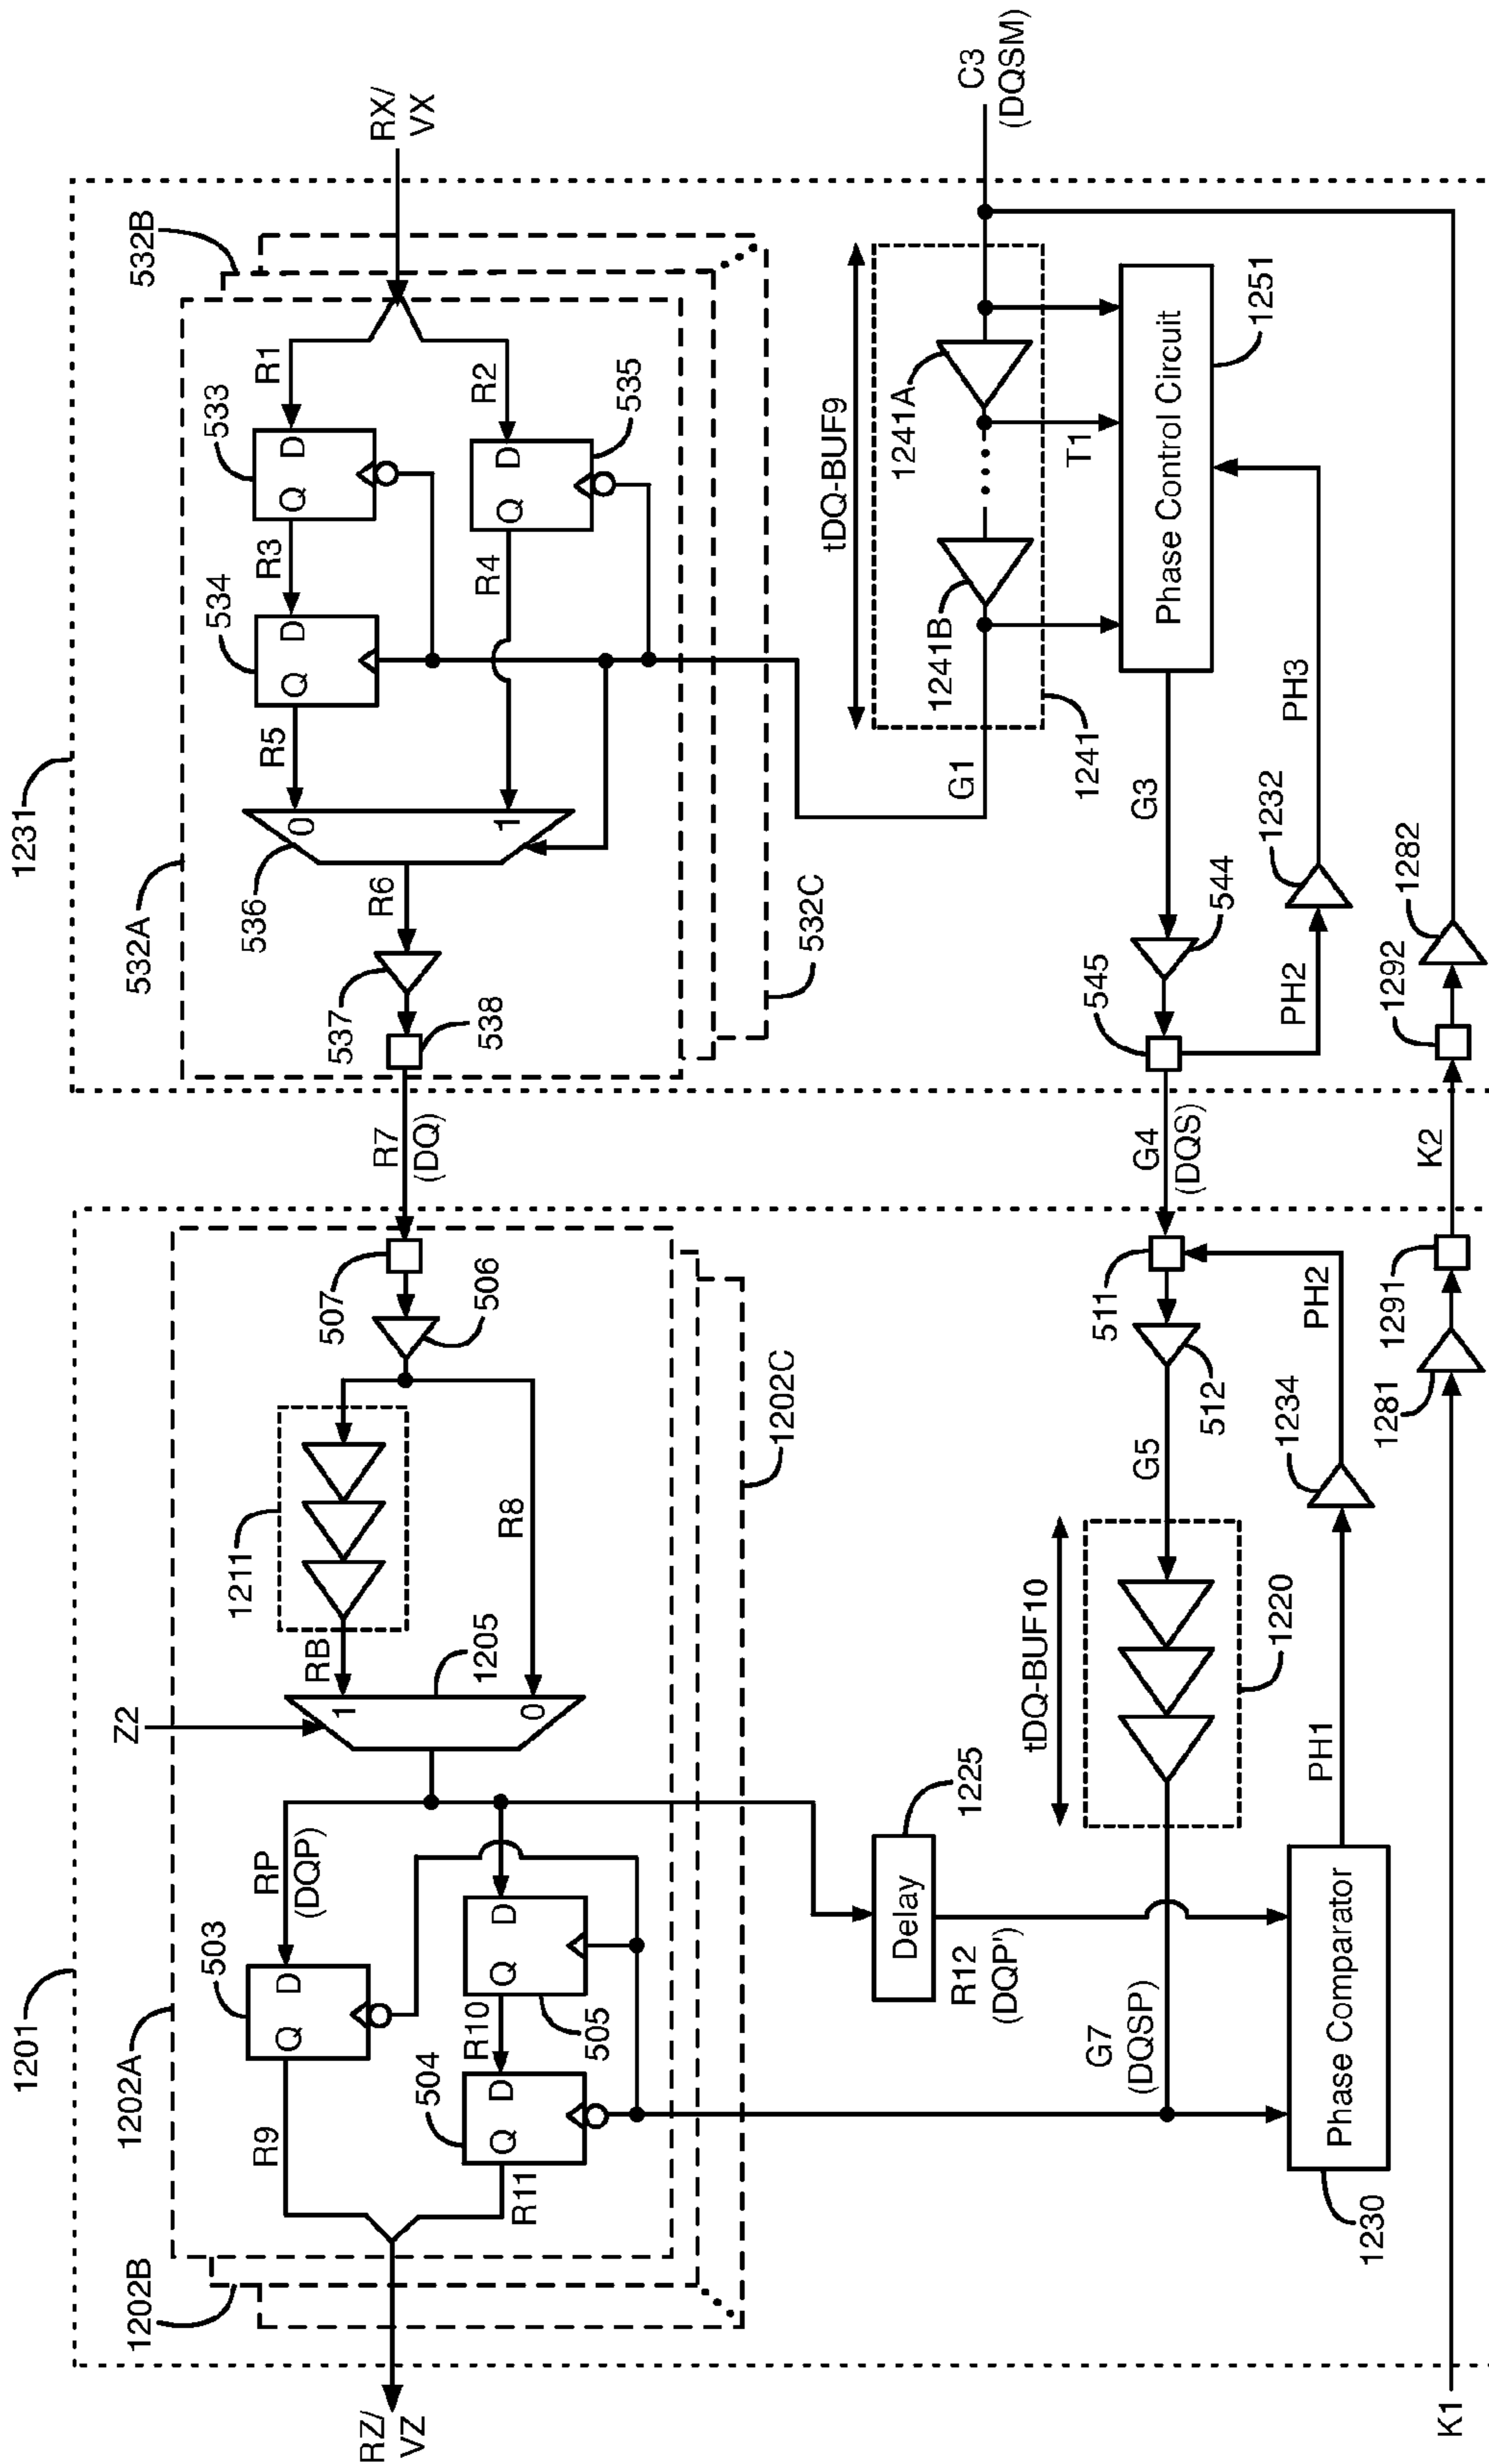 1201
1202A
1202B
RZ/
VZ
R9
R11
503
D
Q
RP
(DQP)
504
D
Q
R10
505
D
Q
Z2
1205
1
0
RB
1211
R8
507
506
1202C
R7
(DQ)
1225
Delay
R12
(DQP')
G7
(DQSP)
1230
Phase Comparator
PH1
1234
PH2
tDQ-BUF10
1220
G5
512
511
G4
(DQS)
K1
1281
1291
K2
1231
532A
532B
532C
538
537
R6
536
0
1
R5
534
D
Q
R3
533
D
Q
R1
R4
535
D
Q
R2
RX/
VX
G1
tDQ-BUF9
1241
1241B
1241A
T1
C3
(DQSM)
1251
Phase Control Circuit
G3
544
545
PH2
1232
PH3
1292
1282